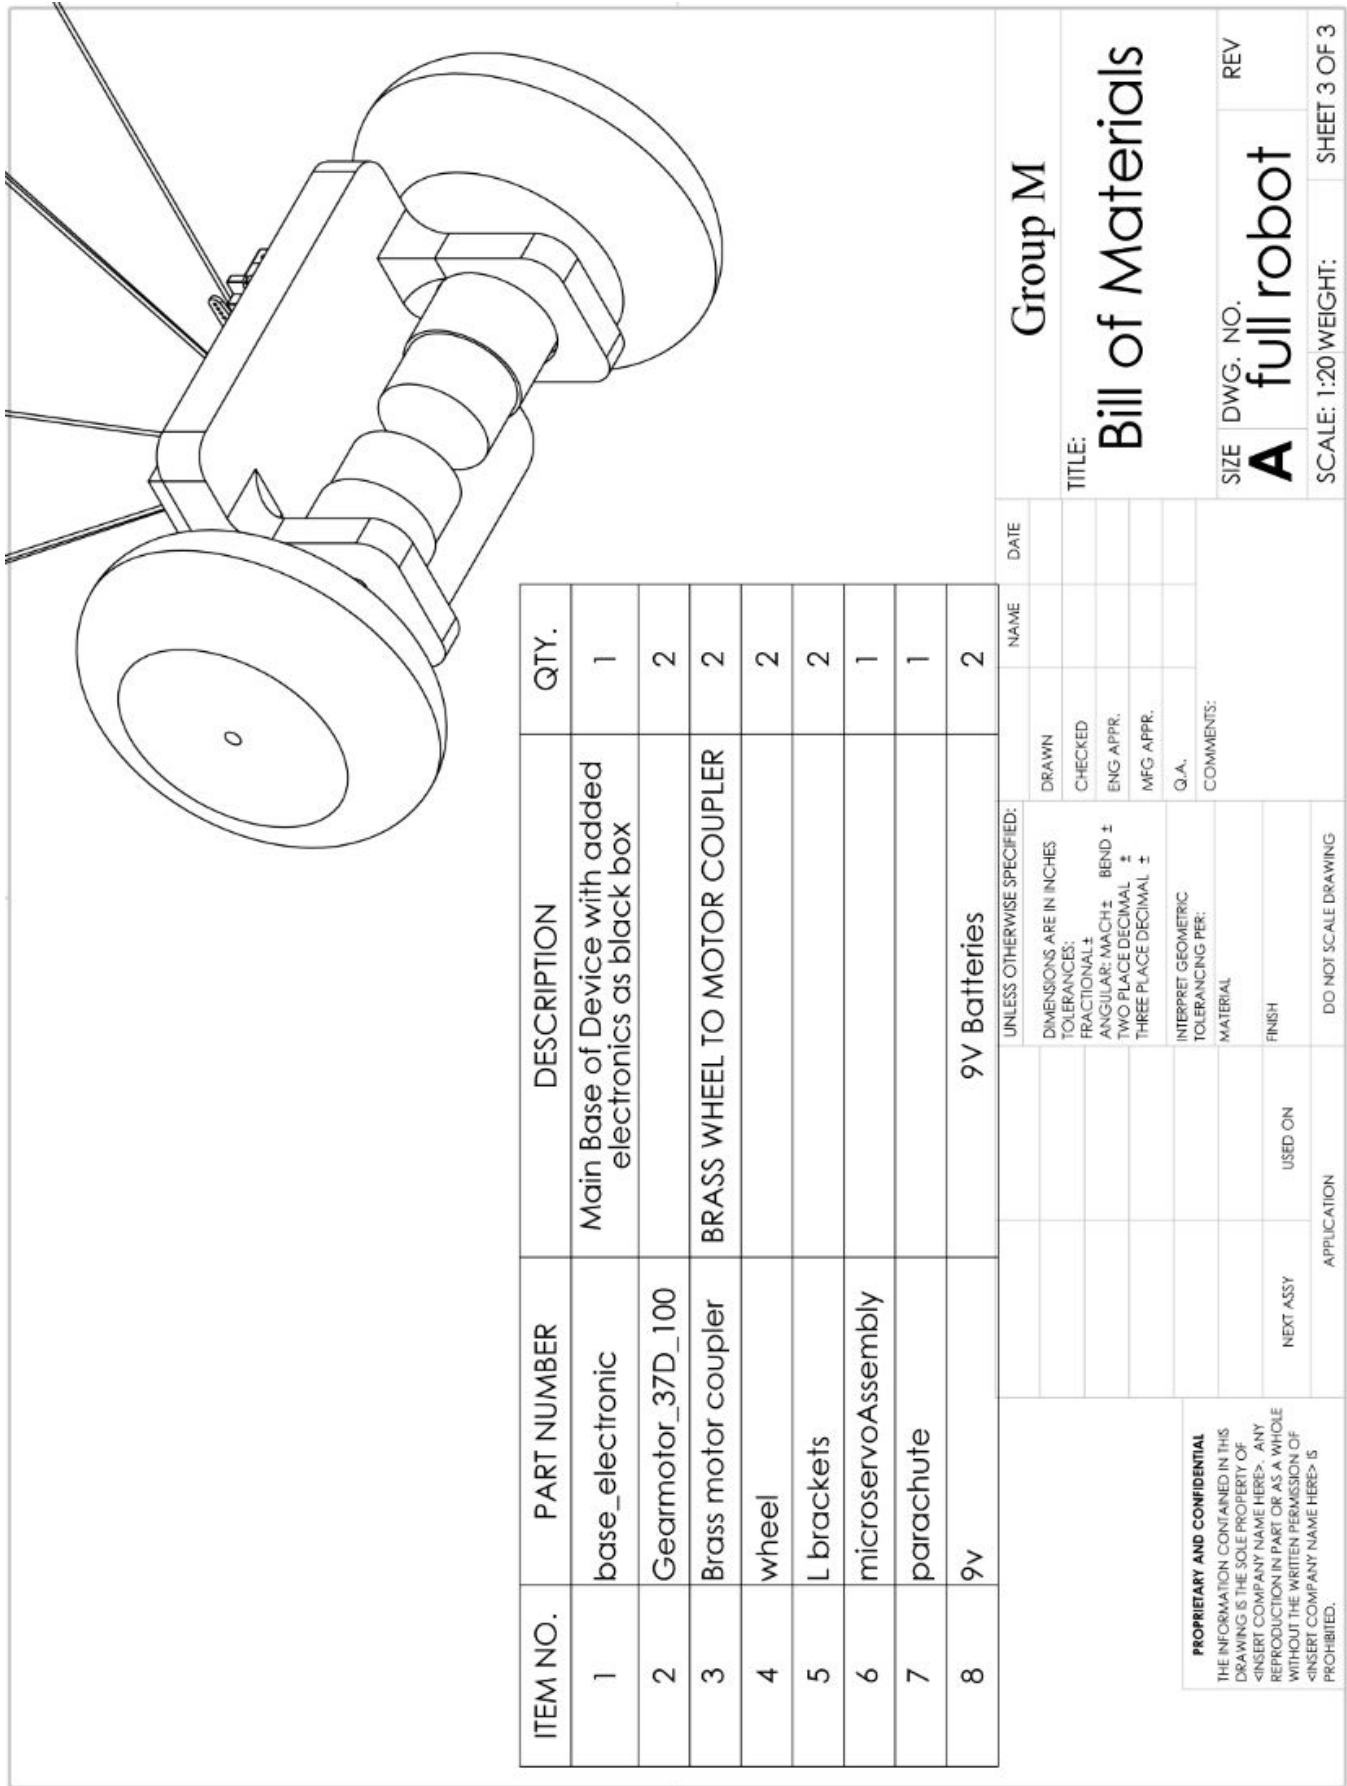 ITEM NO. PART NUMBER DESCRIPTION QTY.
1 base_electronic Main Base of Device with added
electronics as black box 1
2 Gearmotor_37D_100 2
3 Brass motor coupler BRASS WHEEL TO MOTOR COUPLER 2
4 wheel 2
5 L brackets 2
6 microservoAssembly 1
7 parachute 1
8 9v 9V Batteries 2
PROPRIETARY AND CONFIDENTIAL
THE INFORMATION CONTAINED IN THIS
DRAWING IS THE SOLE PROPERTY OF
<INSERT COMPANY NAME HERE>. ANY
REPRODUCTION IN PART OR AS A WHOLE
WITHOUT THE WRITTEN PERMISSION OF
<INSERT COMPANY NAME HERE> IS
PROHIBITED.
NEXT ASSY USED ON
APPLICATION
UNLESS OTHERWISE SPECIFIED:
DIMENSIONS ARE IN INCHES
TOLERANCES:
FRACTIONAL ±
ANGULAR: MACH ± BEND ±
TWO PLACE DECIMAL ±
THREE PLACE DECIMAL ±
INTERPRET GEOMETRIC
TOLERANCING PER:
MATERIAL
FINISH
DO NOT SCALE DRAWING
NAME DATE
DRAWN
CHECKED
ENG APPR.
MFG APPR.
Q.A.
COMMENTS:
Group M
TITLE:
Bill of Materials
SIZE DWG. NO. REV
A full robot
SCALE: 1:20 WEIGHT: SHEET 3 OF 3